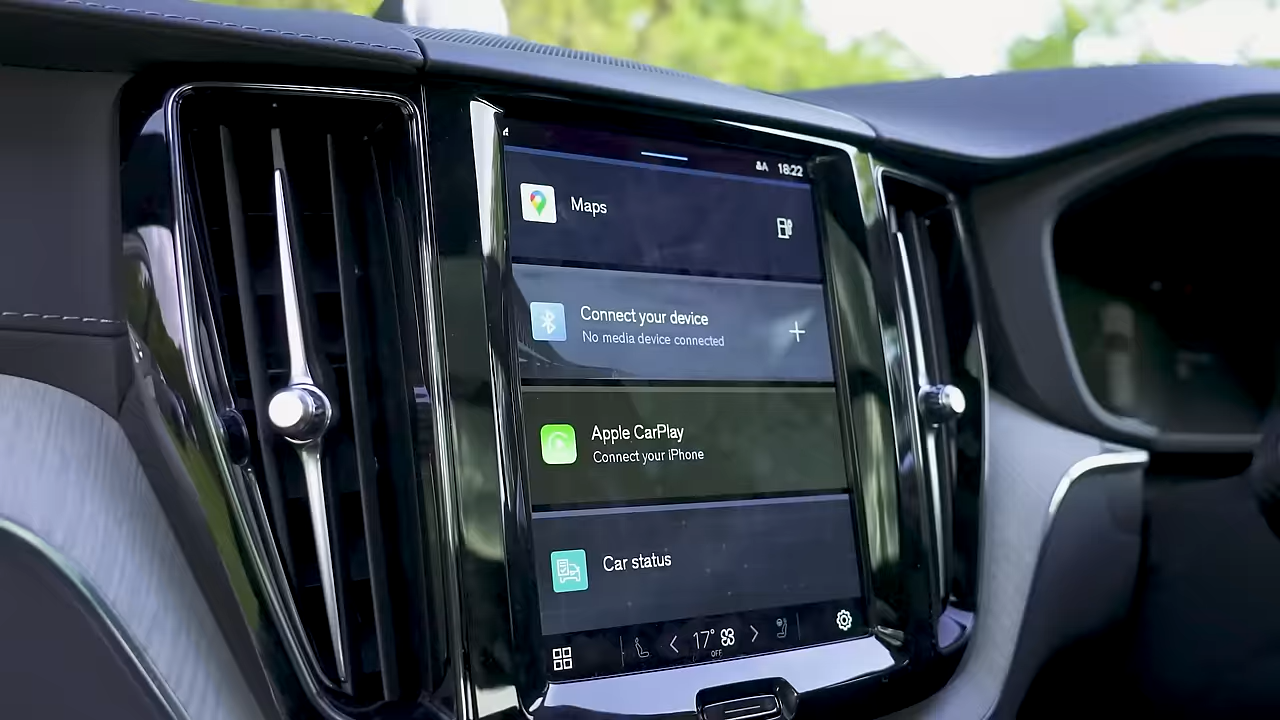 18:22
Maps
Connect your device
No media device connected
Apple CarPlay
Connect your iPhone
Car status
17°
OFF